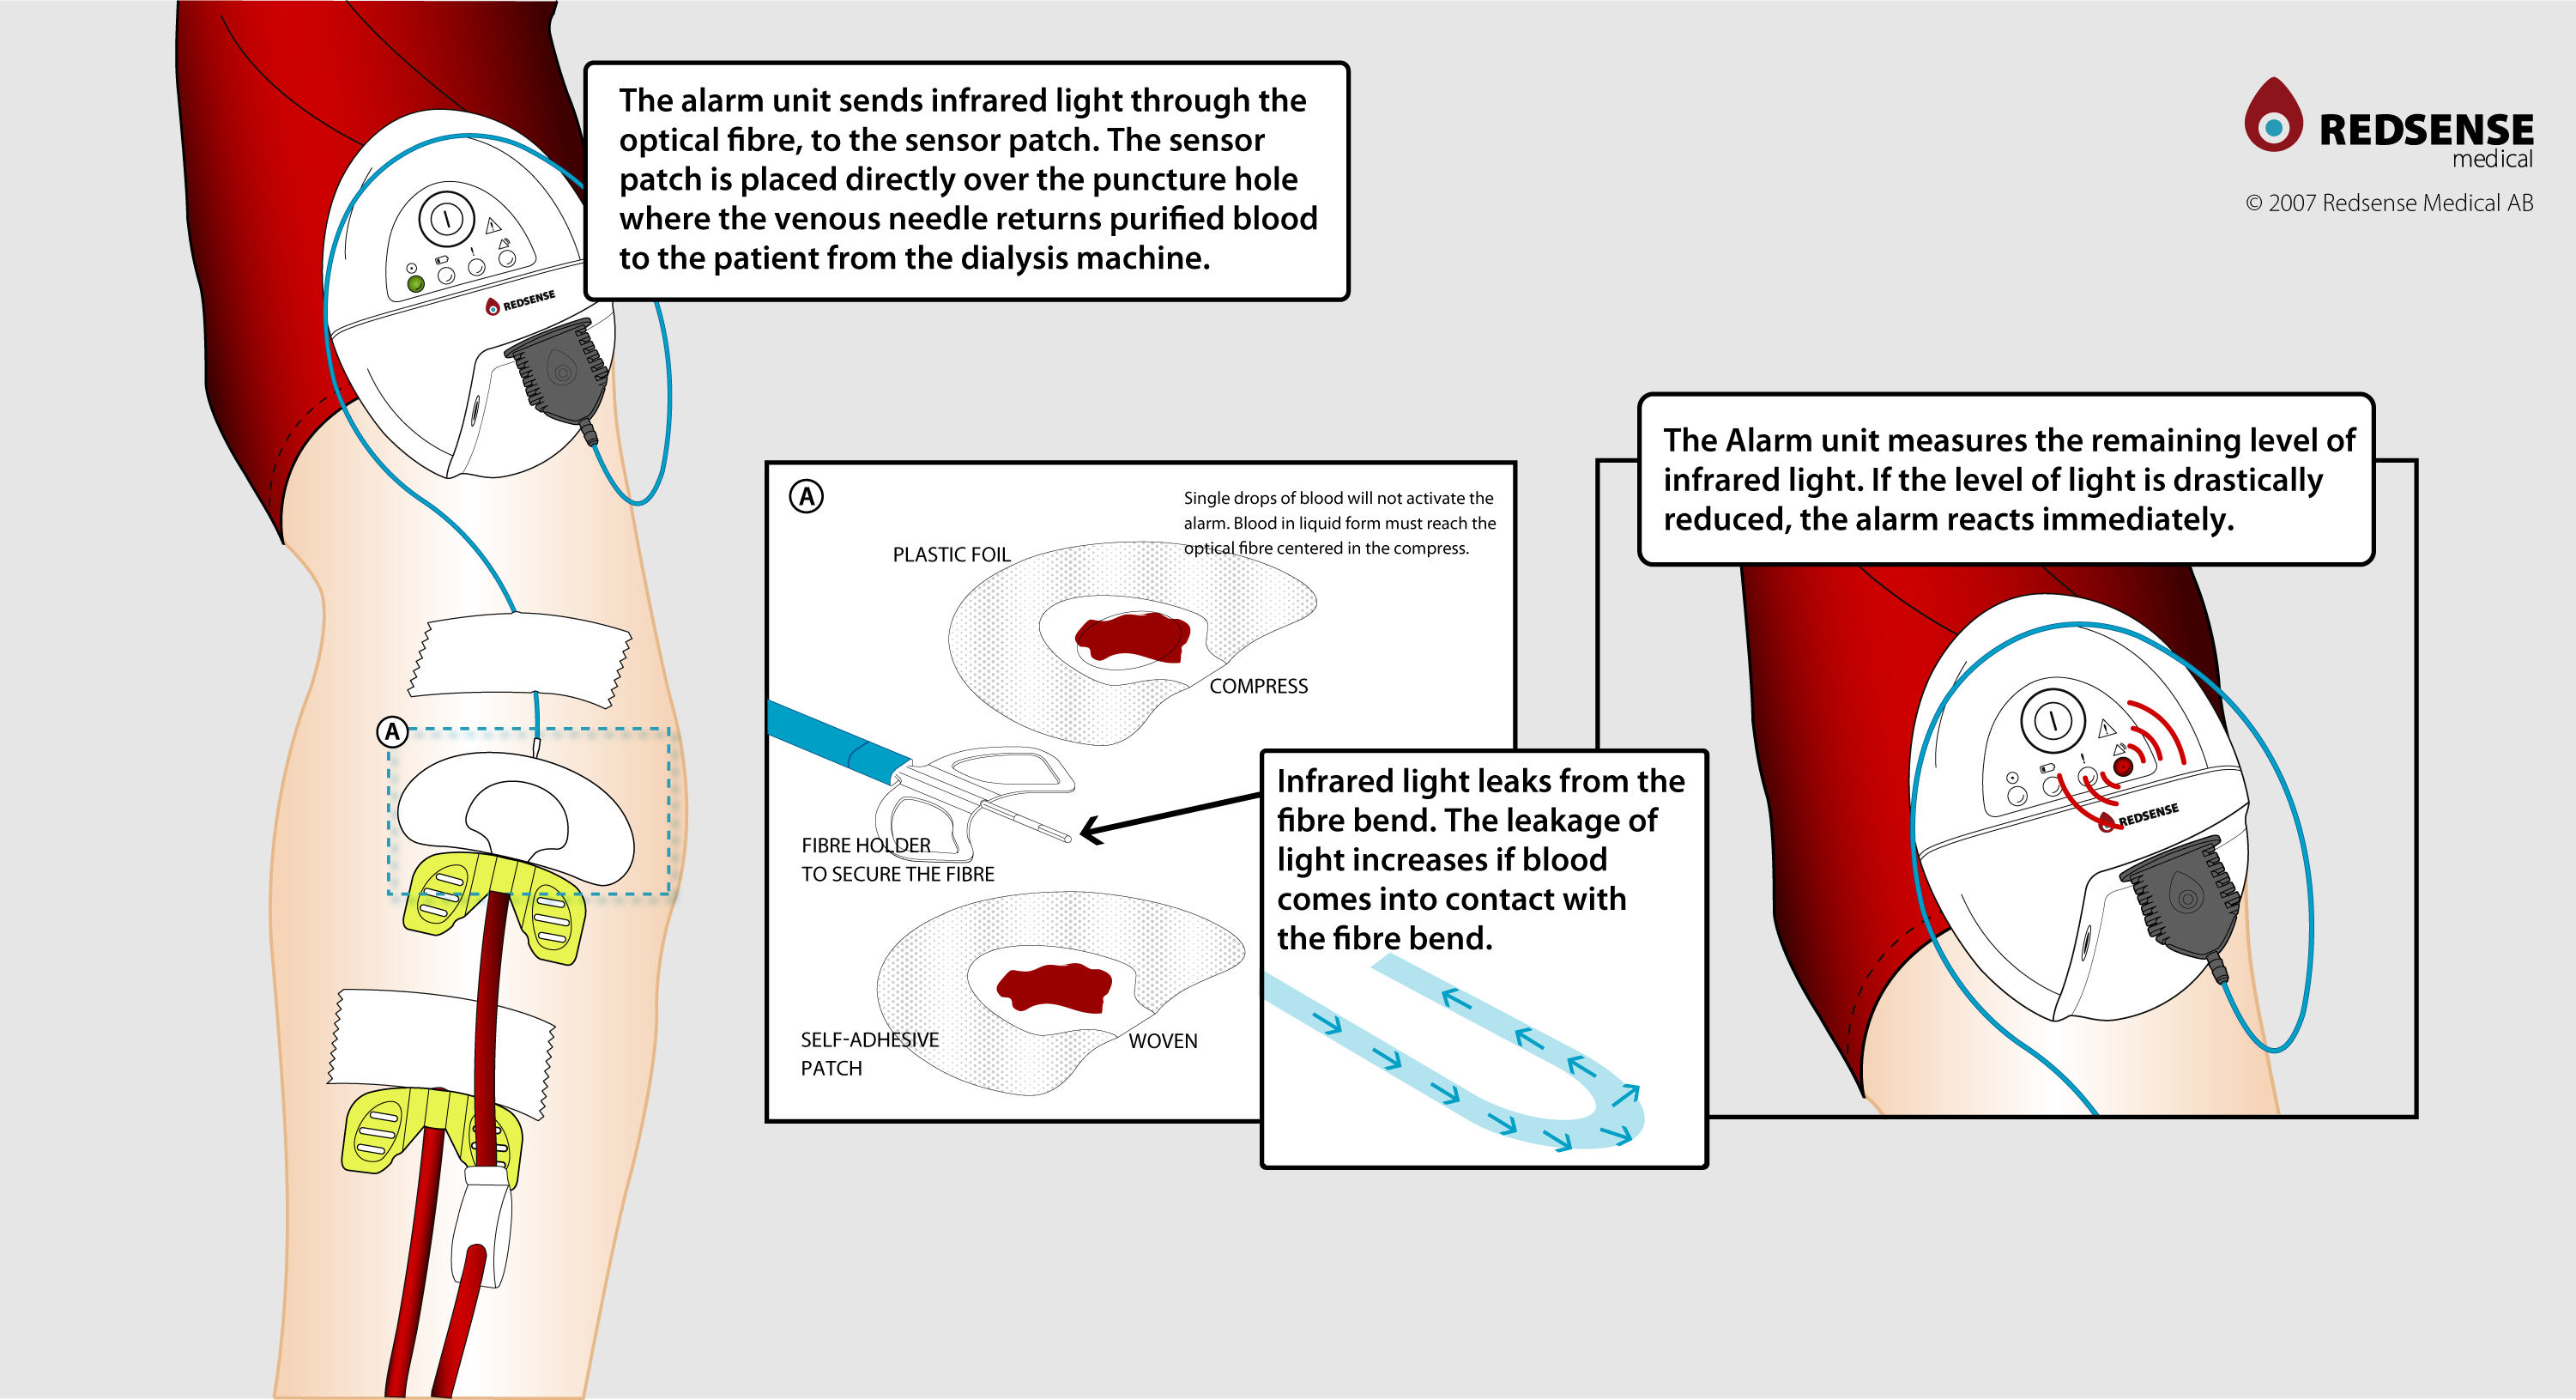 The alarm unit sends infrared light through the
optical fibre, to the sensor patch. The sensor
patch is placed directly over the puncture hole
where the venous needle returns purified blood
to the patient from the dialysis machine.
REDSENSE
medical
© 2007 Redsense Medical AB
REDSENSE
A
A
Single drops of blood will not activate the
alarm. Blood in liquid form must reach the
optical fibre centered in the compress.
PLASTIC FOIL
COMPRESS
FIBRE HOLDER
TO SECURE THE FIBRE
SELF-ADHESIVE
PATCH
WOVEN
Infrared light leaks from the
fibre bend. The leakage of
light increases if blood
comes into contact with
the fibre bend.
The Alarm unit measures the remaining level of
infrared light. If the level of light is drastically
reduced, the alarm reacts immediately.
REDSENSE